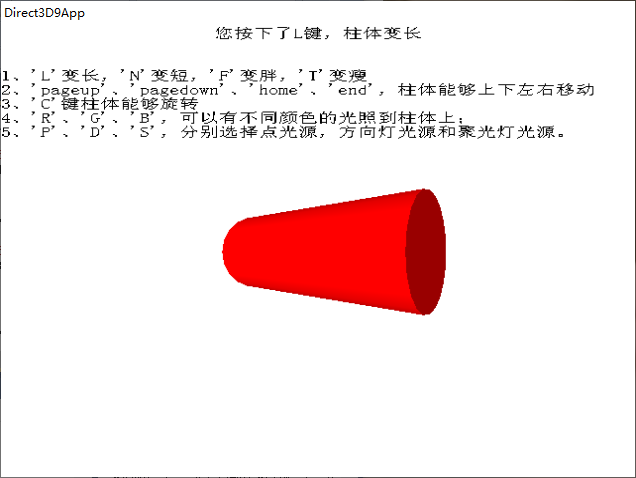 Direct3D9App
您按下了L键，柱体变长
1、'L'变长，'N'变短，'F'变胖，'T'变瘦
2、'pageup'、'pagedown'、'home'、'end'，柱体能够上下左右移动
3、'C'键柱体能够旋转
4、'R'、'G'、'B'，可以有不同颜色的光照到柱体上；
5、'P'、'D'、'S'，分别选择点光源，方向灯光源和聚光灯光源。